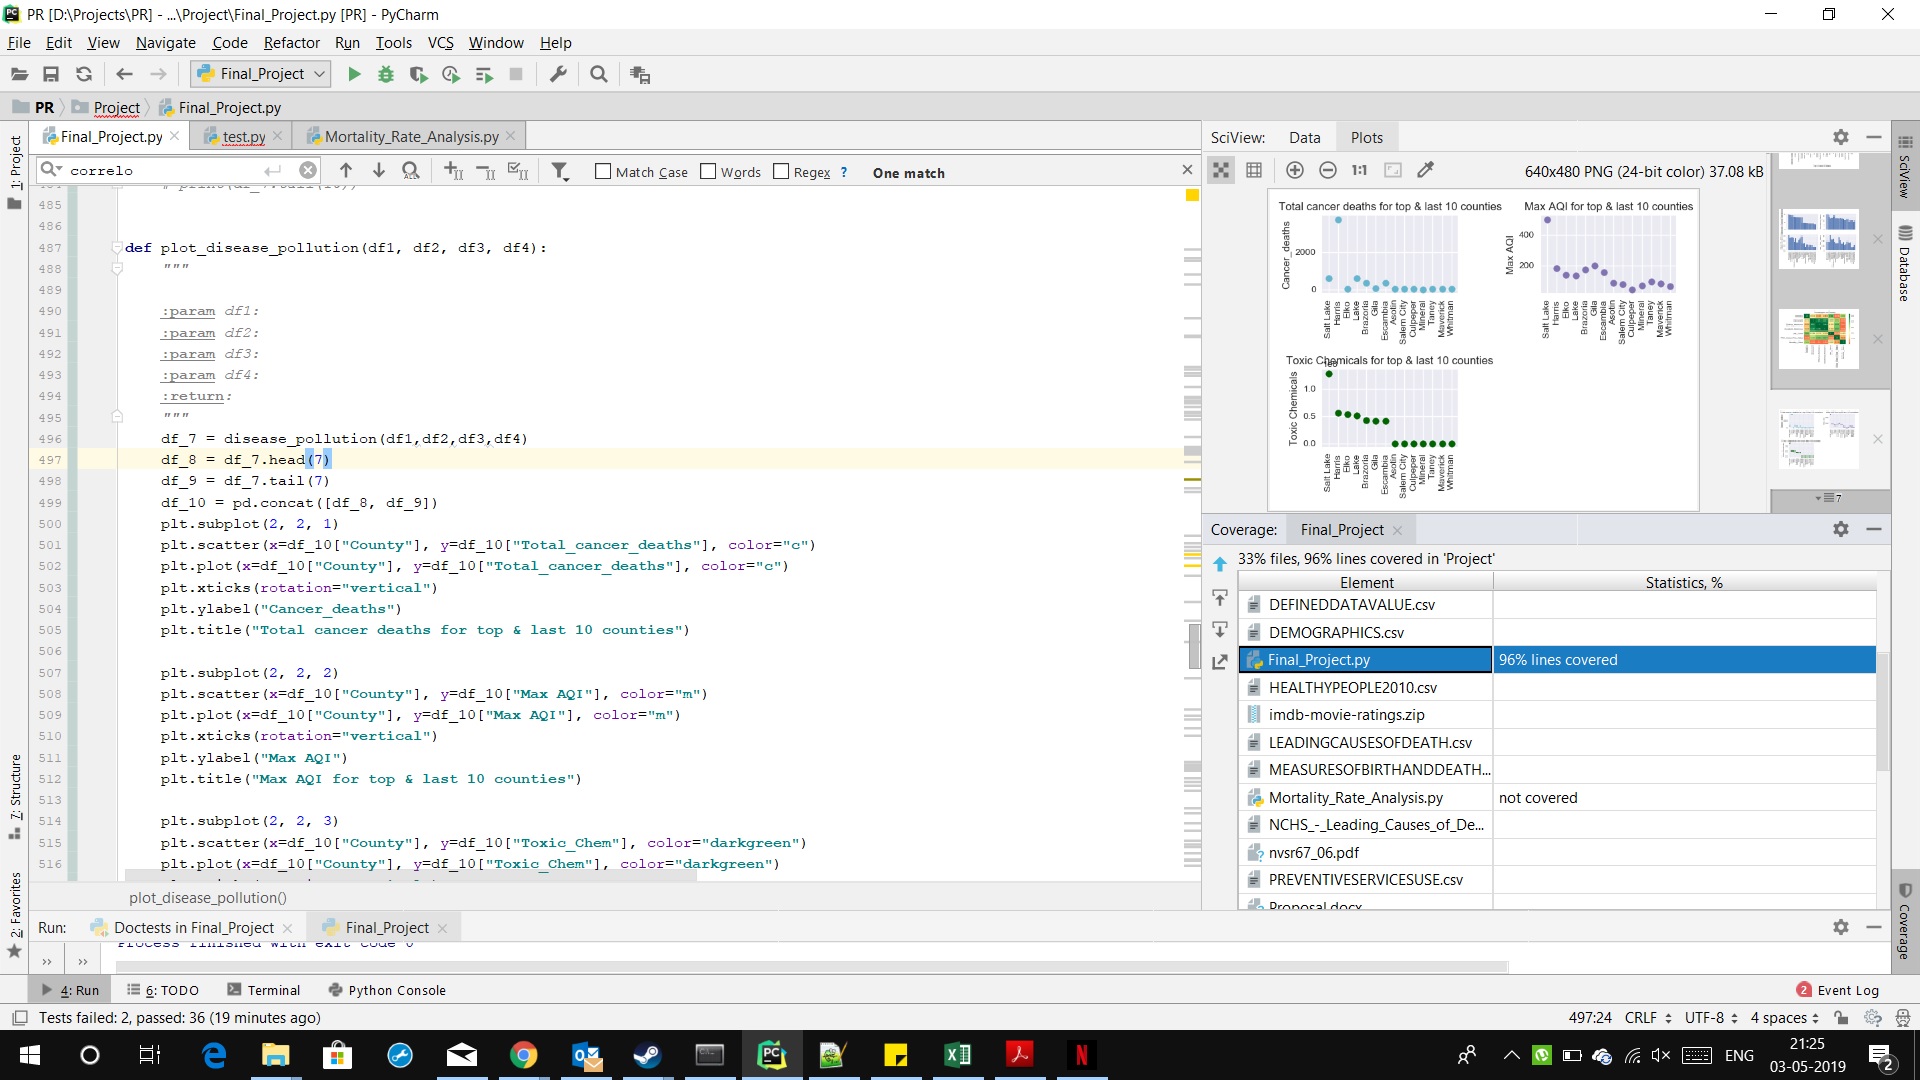 PR [D:\Projects\PR] - ...\Project\Final_Project.py [PR] - PyCharm
File Edit View Navigate Code Refactor Run Tools VCS Window Help
Final_Project
PR Project Final_Project.py
Final_Project.py test.py Mortality_Rate_Analysis.py
correlo Match Case Words Regex ? One match
485
486
487 def plot_disease_pollution(df1, df2, df3, df4):
488 """
489
490 :param df1:
491 :param df2:
492 :param df3:
493 :param df4:
494 :return:
495 """
496 df_7 = disease_pollution(df1,df2,df3,df4)
497 df_8 = df_7.head(7)
498 df_9 = df_7.tail(7)
499 df_10 = pd.concat([df_8, df_9])
500 plt.subplot(2, 2, 1)
501 plt.scatter(x=df_10["County"], y=df_10["Total_cancer_deaths"], color="c")
502 plt.plot(x=df_10["County"], y=df_10["Total_cancer_deaths"], color="c")
503 plt.xticks(rotation="vertical")
504 plt.ylabel("Cancer_deaths")
505 plt.title("Total cancer deaths for top & last 10 counties")
506
507 plt.subplot(2, 2, 2)
508 plt.scatter(x=df_10["County"], y=df_10["Max AQI"], color="m")
509 plt.plot(x=df_10["County"], y=df_10["Max AQI"], color="m")
510 plt.xticks(rotation="vertical")
511 plt.ylabel("Max AQI")
512 plt.title("Max AQI for top & last 10 counties")
513
514 plt.subplot(2, 2, 3)
515 plt.scatter(x=df_10["County"], y=df_10["Toxic_Chem"], color="darkgreen")
516 plt.plot(x=df_10["County"], y=df_10["Toxic_Chem"], color="darkgreen")
plot_disease_pollution()
1: Project
7: Structure
2: Favorites
SciView: Data Plots
1:1 640x480 PNG (24-bit color) 37.08 kB
Total cancer deaths for top & last 10 counties
Cancer_deaths
2000
0
Salt Lake Harris Elko Lake Brazoria Gila Escambia Asotin Salem City Culpeper Mineral Taney Maverick Whitman
Max AQI for top & last 10 counties
Max AQI
400
200
Salt Lake Harris Elko Lake Brazoria Gila Escambia Asotin Salem City Culpeper Mineral Taney Maverick Whitman
Toxic Chemicals for top & last 10 counties
Toxic Chemicals
1.0
0.5
0.0
Salt Lake Harris Elko Lake Brazoria Gila Escambia Asotin Salem City Culpeper Mineral Taney Maverick Whitman
7
SciView
Database
Coverage
Coverage: Final_Project
33% files, 96% lines covered in 'Project'
Element Statistics, %
DEFINEDDATAVALUE.csv
DEMOGRAPHICS.csv
Final_Project.py 96% lines covered
HEALTHYPEOPLE2010.csv
imdb-movie-ratings.zip
LEADINGCAUSESOFDEATH.csv
MEASURESOFBIRTHANDDEATH...
Mortality_Rate_Analysis.py not covered
NCHS_-_Leading_Causes_of_De...
nvsr67_06.pdf
PREVENTIVESERVICESUSE.csv
Proposal.docx
Run: Doctests in Final_Project Final_Project
Process finished with exit code 0
4: Run 6: TODO Terminal Python Console 2 Event Log
Tests failed: 2, passed: 36 (19 minutes ago) 497:24 CRLF UTF-8 4 spaces
ENG 21:25
03-05-2019 2